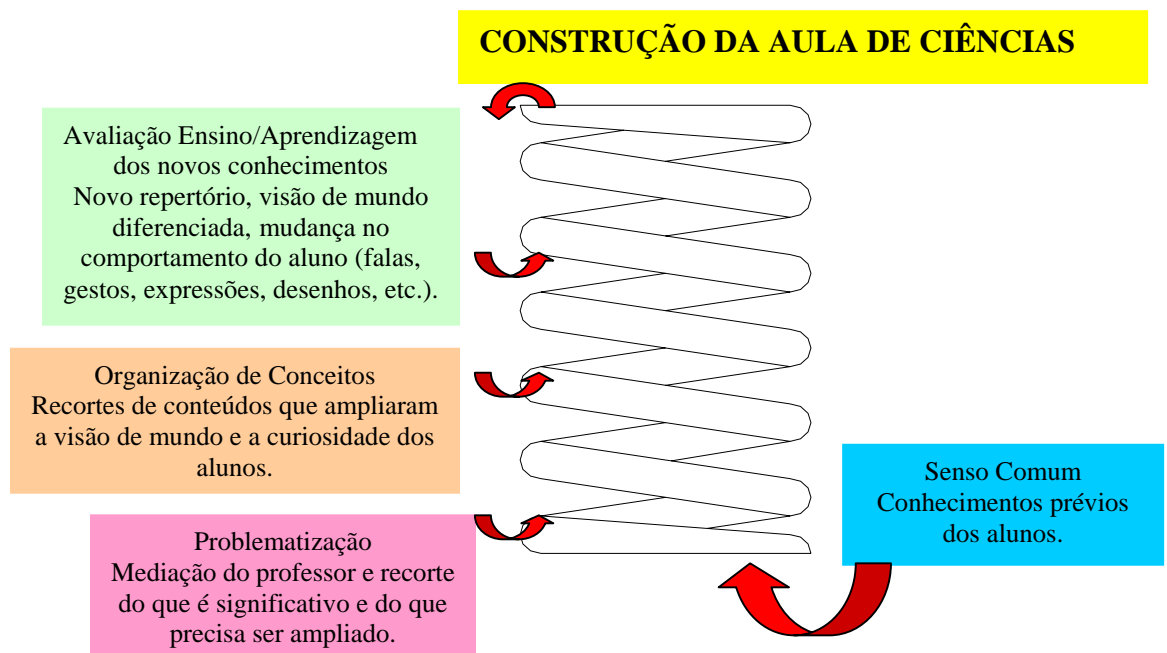 CONSTRUÇÃO DA AULA DE CIÊNCIAS
Avaliação Ensino/Aprendizagem
dos novos conhecimentos
Novo repertório, visão de mundo
diferenciada, mudança no
comportamento do aluno (falas,
gestos, expressões, desenhos, etc.).
Organização de Conceitos
Recortes de conteúdos que ampliaram
a visão de mundo e a curiosidade dos
alunos.
Problematização
Mediação do professor e recorte
do que é significativo e do que
precisa ser ampliado.
Senso Comum
Conhecimentos prévios
dos alunos.